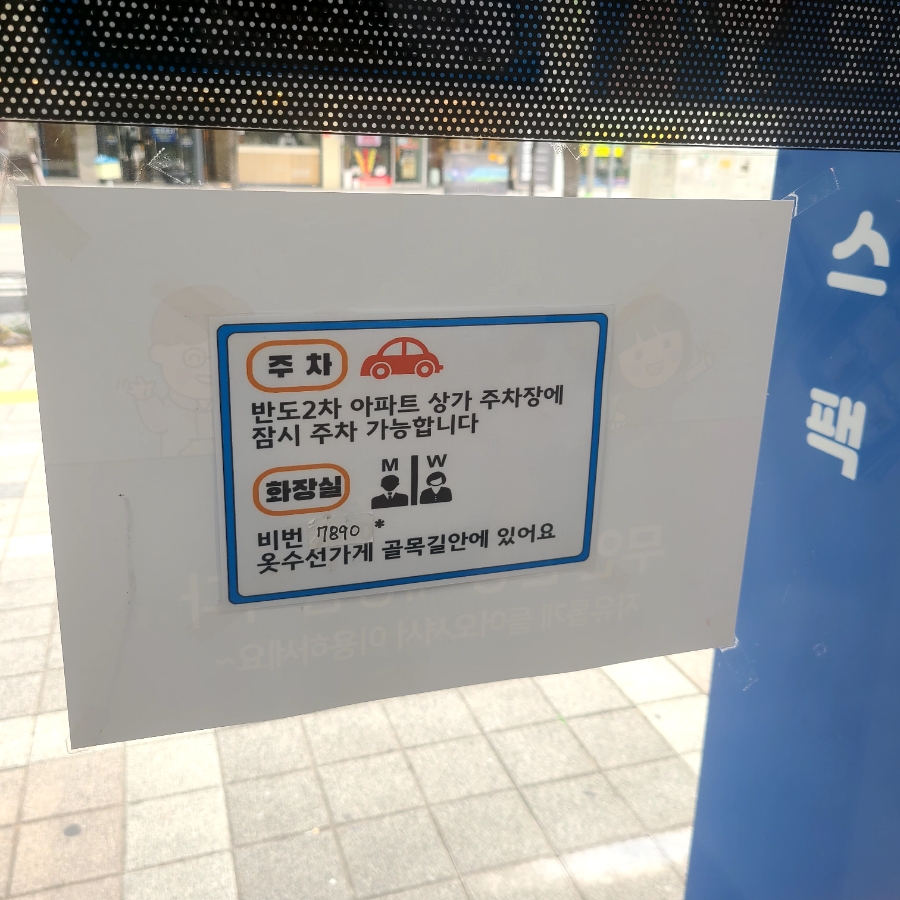 주 차
반도2차 아파트 상가 주차장에
잠시 주차 가능합니다
화장실
M W
비번 7890 *
옷수선가게 골목길안에 있어요
스
팩